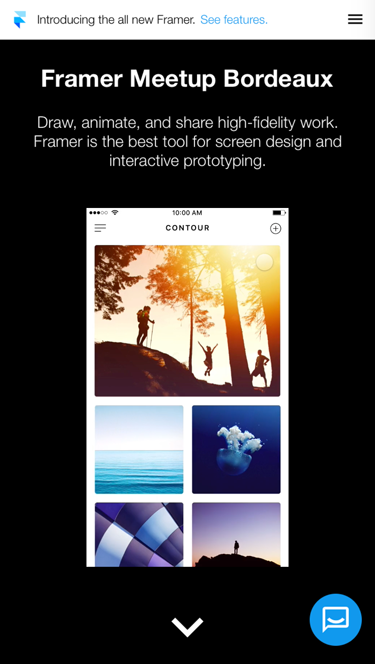 Introducing the all new Framer. See features.
Framer Meetup Bordeaux
Draw, animate, and share high-fidelity work.
Framer is the best tool for screen design and
interactive prototyping.
10:00 AM
CONTOUR